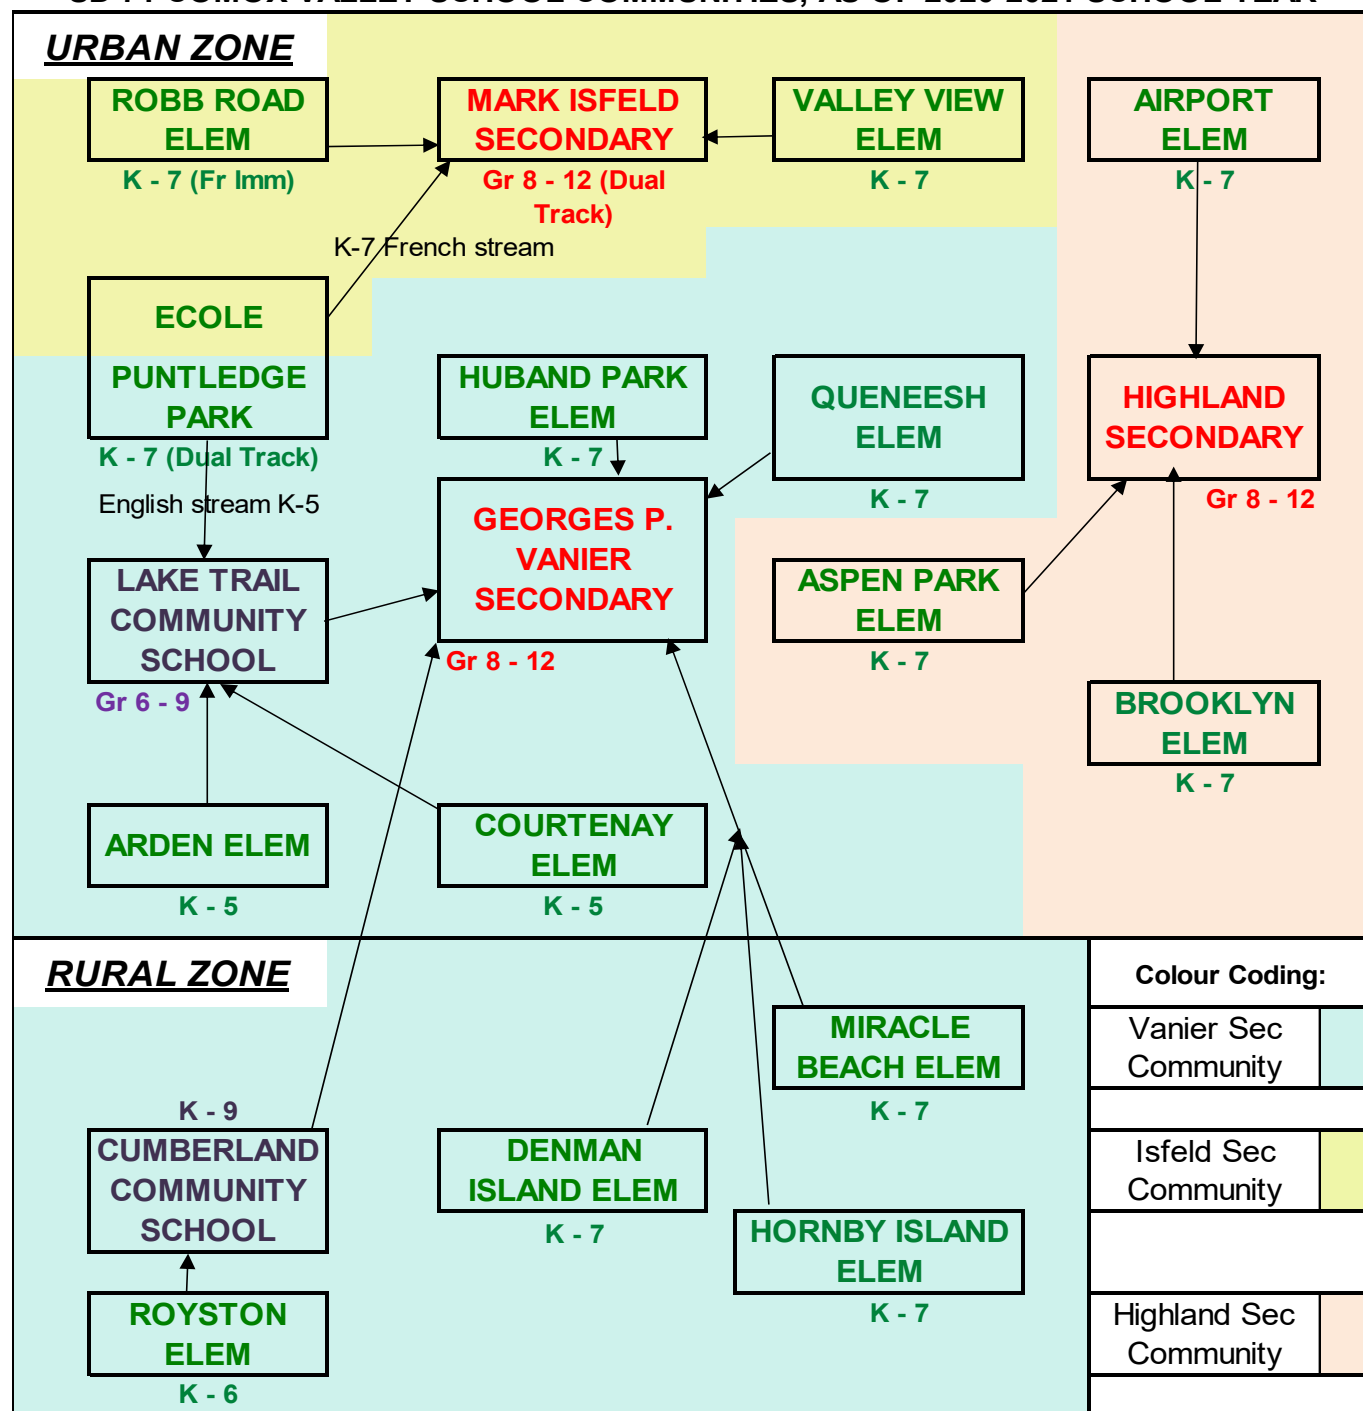 URBAN ZONE
ROBB ROAD
ELEM
K - 7 (Fr Imm)
MARK ISFELD
SECONDARY
Gr 8 - 12 (Dual
Track)
VALLEY VIEW
ELEM
K - 7
AIRPORT
ELEM
K - 7
K-7 French stream
ECOLE
PUNTLEDGE
PARK
K - 7 (Dual Track)
English stream K-5
HUBAND PARK
ELEM
K - 7
QUENEESH
ELEM
K - 7
HIGHLAND
SECONDARY
Gr 8 - 12
GEORGES P.
VANIER
SECONDARY
Gr 8 - 12
LAKE TRAIL
COMMUNITY
SCHOOL
Gr 6 - 9
ASPEN PARK
ELEM
K - 7
BROOKLYN
ELEM
K - 7
ARDEN ELEM
K - 5
COURTENAY
ELEM
K - 5
RURAL ZONE
MIRACLE
BEACH ELEM
K - 7
K - 9
CUMBERLAND
COMMUNITY
SCHOOL
DENMAN
ISLAND ELEM
K - 7
HORNBY ISLAND
ELEM
K - 7
ROYSTON
ELEM
K - 6
Colour Coding:
Vanier Sec
Community
Isfeld Sec
Community
Highland Sec
Community